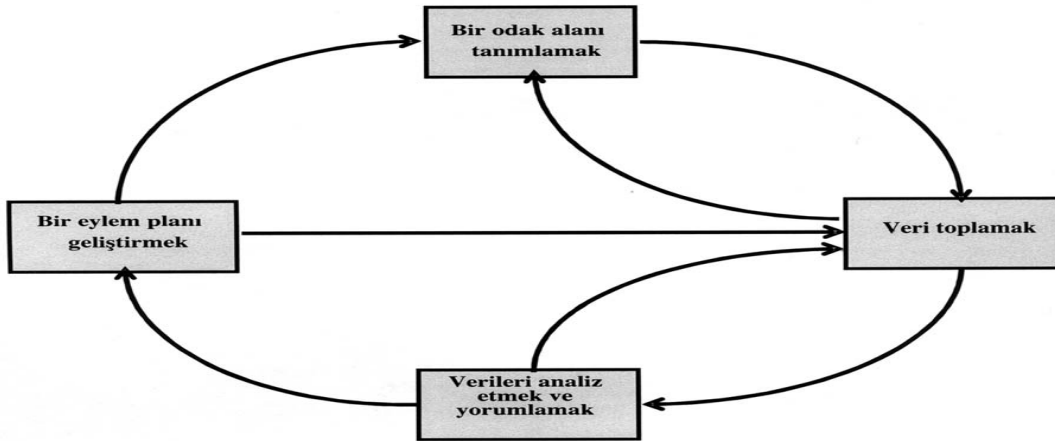 Bir odak alanı
tanımlamak
Bir eylem planı
geliştirmek
Veri toplamak
Verileri analiz
etmek ve
yorumlamak